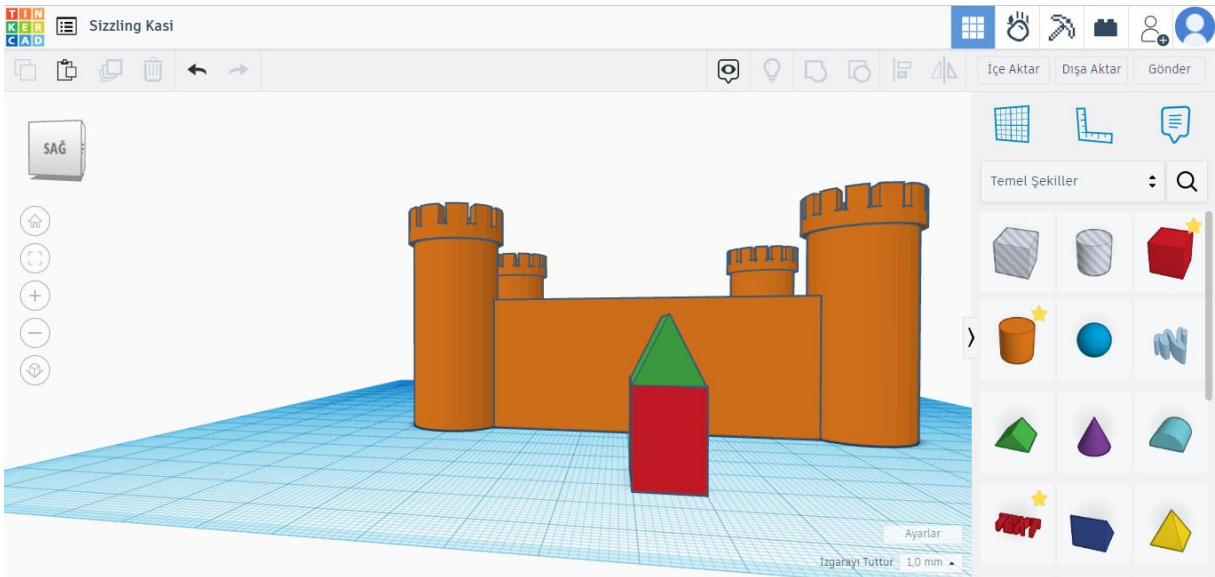 TIN
KER
CAD
Sizzling Kasi
İçe Aktar
Dışa Aktar
Gönder
SAĞ
Temel Şekiller
TEXT
Ayarlar
Izgarayı Tuttur 1,0 mm